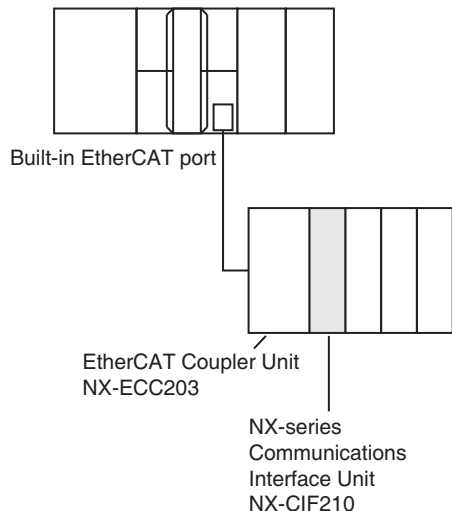 Built-in EtherCAT port
EtherCAT Coupler Unit
NX-ECC203
NX-series
Communications
Interface Unit
NX-CIF210